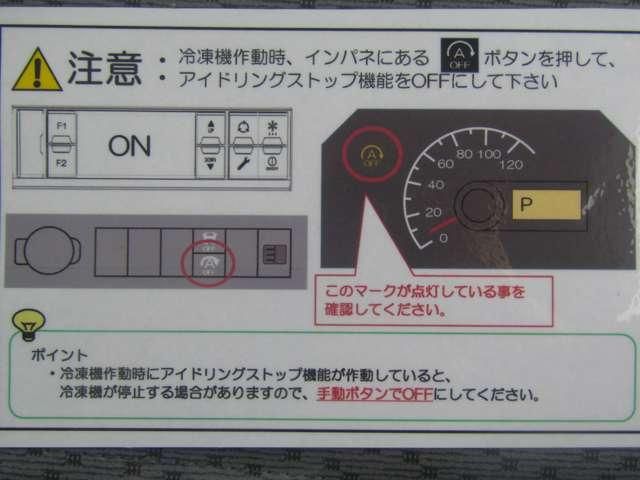 注意 ・ 冷凍機作動時、インパネにある A OFF ボタンを押して、
・ アイドリングストップ機能をOFFにして下さい
F1
F2
ON
UP
A
OFF
0
20
40
60
80
100
120
P
OFF
A
OFF
このマークが点灯している事を
確認してください。
ポイント
・冷凍機作動時にアイドリングストップ機能が作動していると、
冷凍機が停止する場合がありますので、手動ボタンでOFFにしてください。